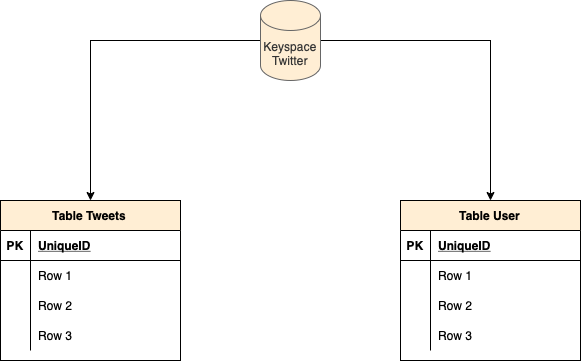 Keyspace
Twitter
Table Tweets
PK UniqueID
Row 1
Row 2
Row 3
Table User
PK UniqueID
Row 1
Row 2
Row 3